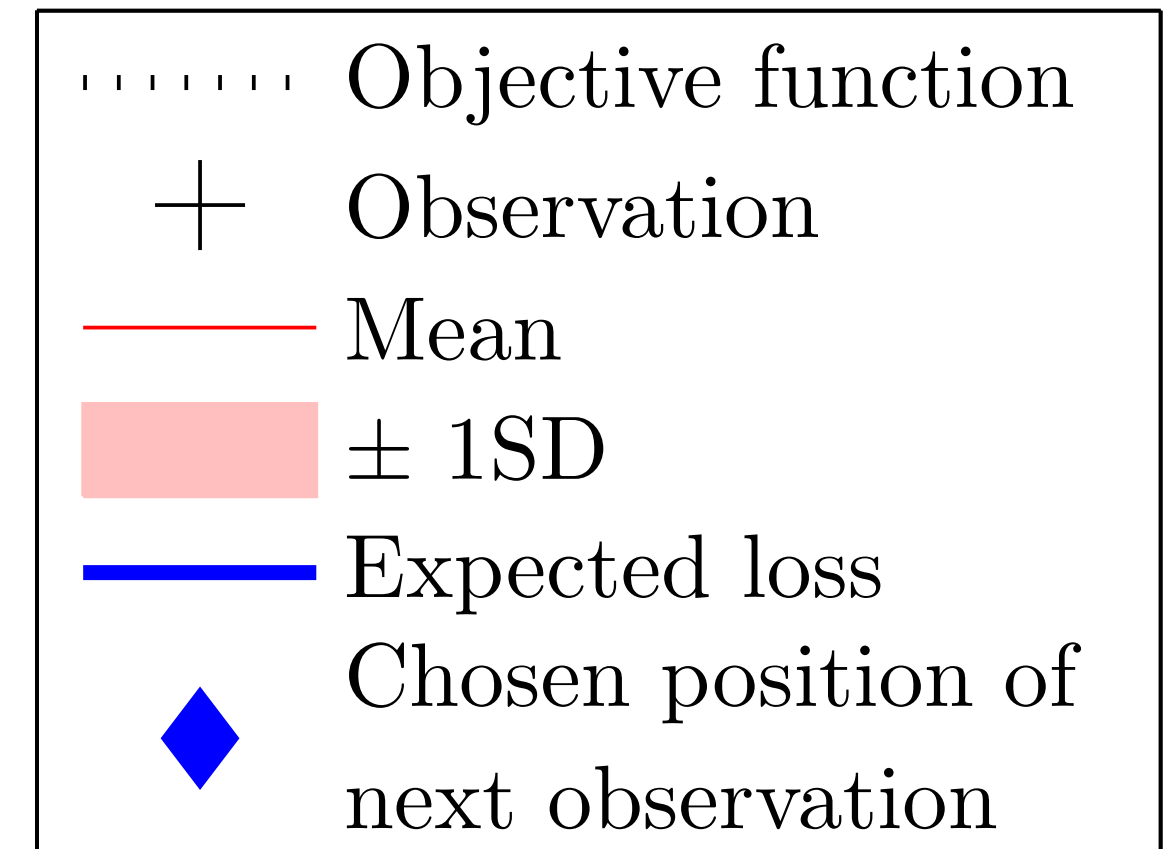 Objective function
Observation
Mean
± 1SD
Expected loss
Chosen position of
next observation